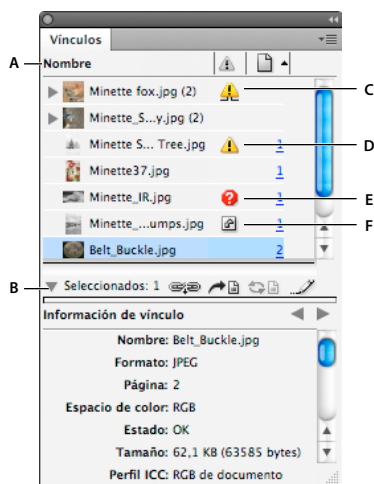 Vínculos
A
Nombre
Minette fox.jpg (2)
C
Minette_S...y.jpg (2)
Minette S... Tree.jpg 1
D
Minette37.jpg 1
Minette_IR.jpg 1
E
Minette_...umps.jpg 1
F
Belt_Buckle.jpg 2
B
Seleccionados: 1
Información de vínculo
Nombre: Belt_Buckle.jpg
Formato: JPEG
Página: 2
Espacio de color: RGB
Estado: OK
Tamaño: 62,1 KB (63585 bytes)
Perfil ICC: RGB de documento